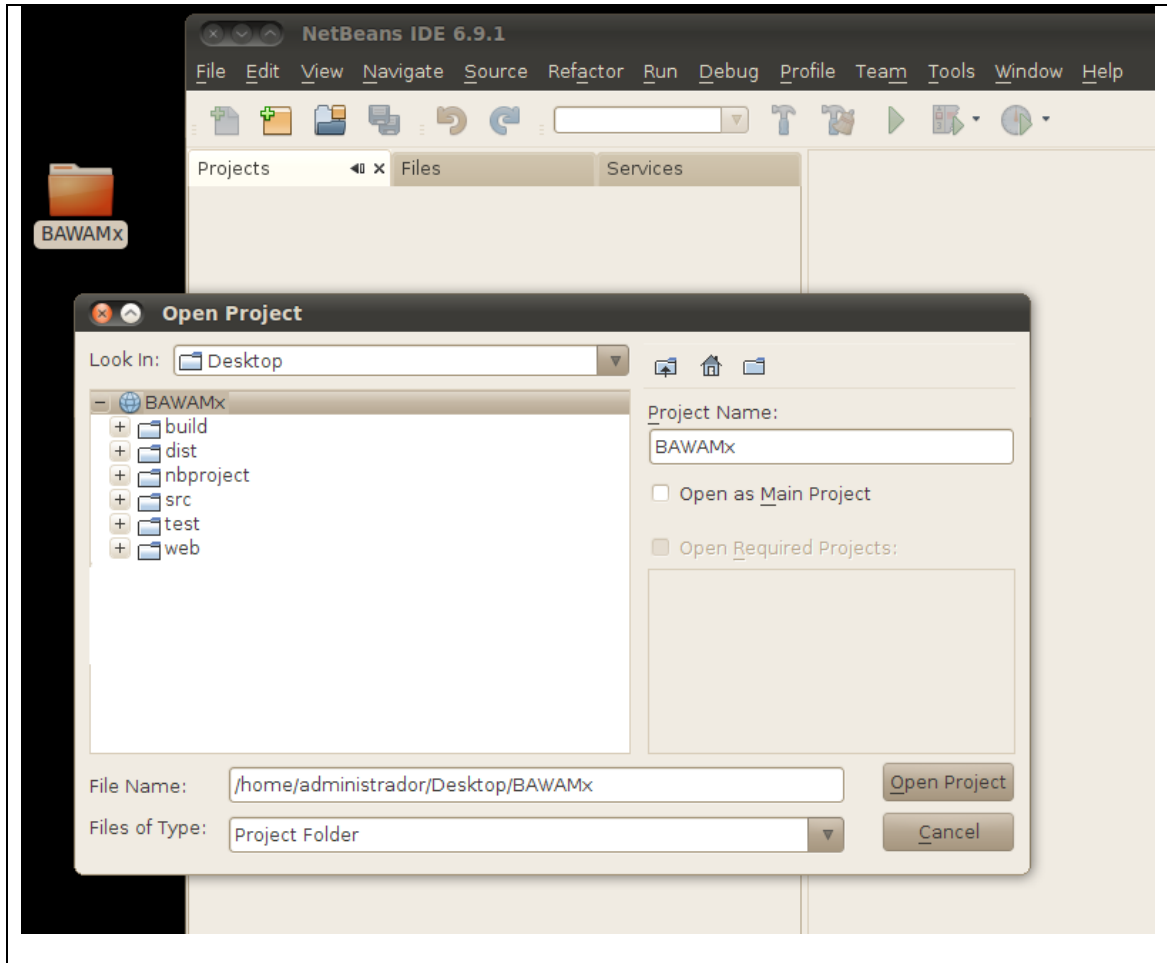 NetBeans IDE 6.9.1
File Edit View Navigate Source Refactor Run Debug Profile Team Tools Window Help
Projects Files Services
BAWAMx
Open Project
Look In: Desktop
BAWAMx
build
dist
nbproject
src
test
web
Project Name:
BAWAMx
Open as Main Project
Open Required Projects:
File Name: /home/administrador/Desktop/BAWAMx
Open Project
Files of Type: Project Folder
Cancel